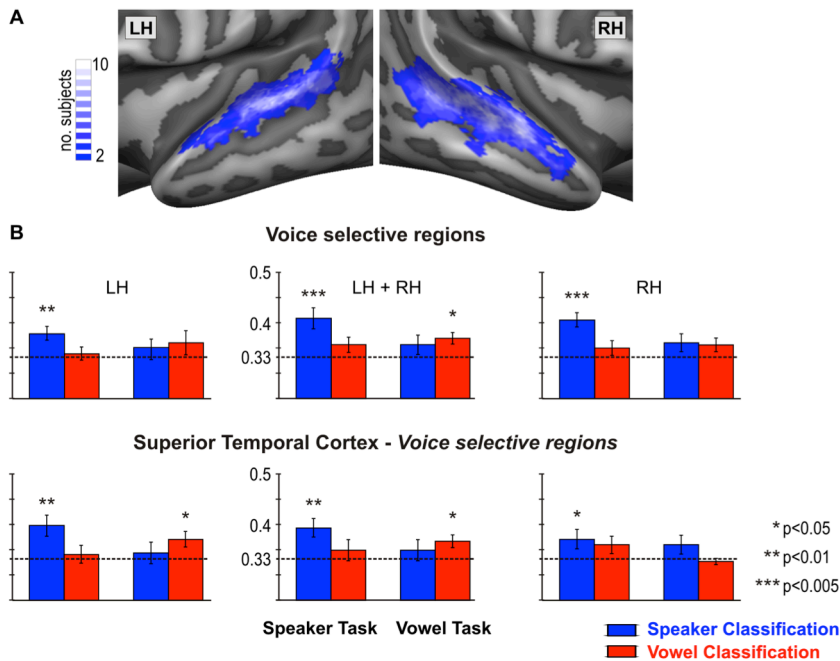 A
LH
RH
10
no. subjects
2
B
Voice selective regions
LH
LH + RH
RH
0.5
0.4
0.33
**
***
*
***
Superior Temporal Cortex - Voice selective regions
0.5
0.4
0.33
**
*
**
*
*
* p<0.05
** p<0.01
*** p<0.005
Speaker Task Vowel Task
Speaker Classification
Vowel Classification